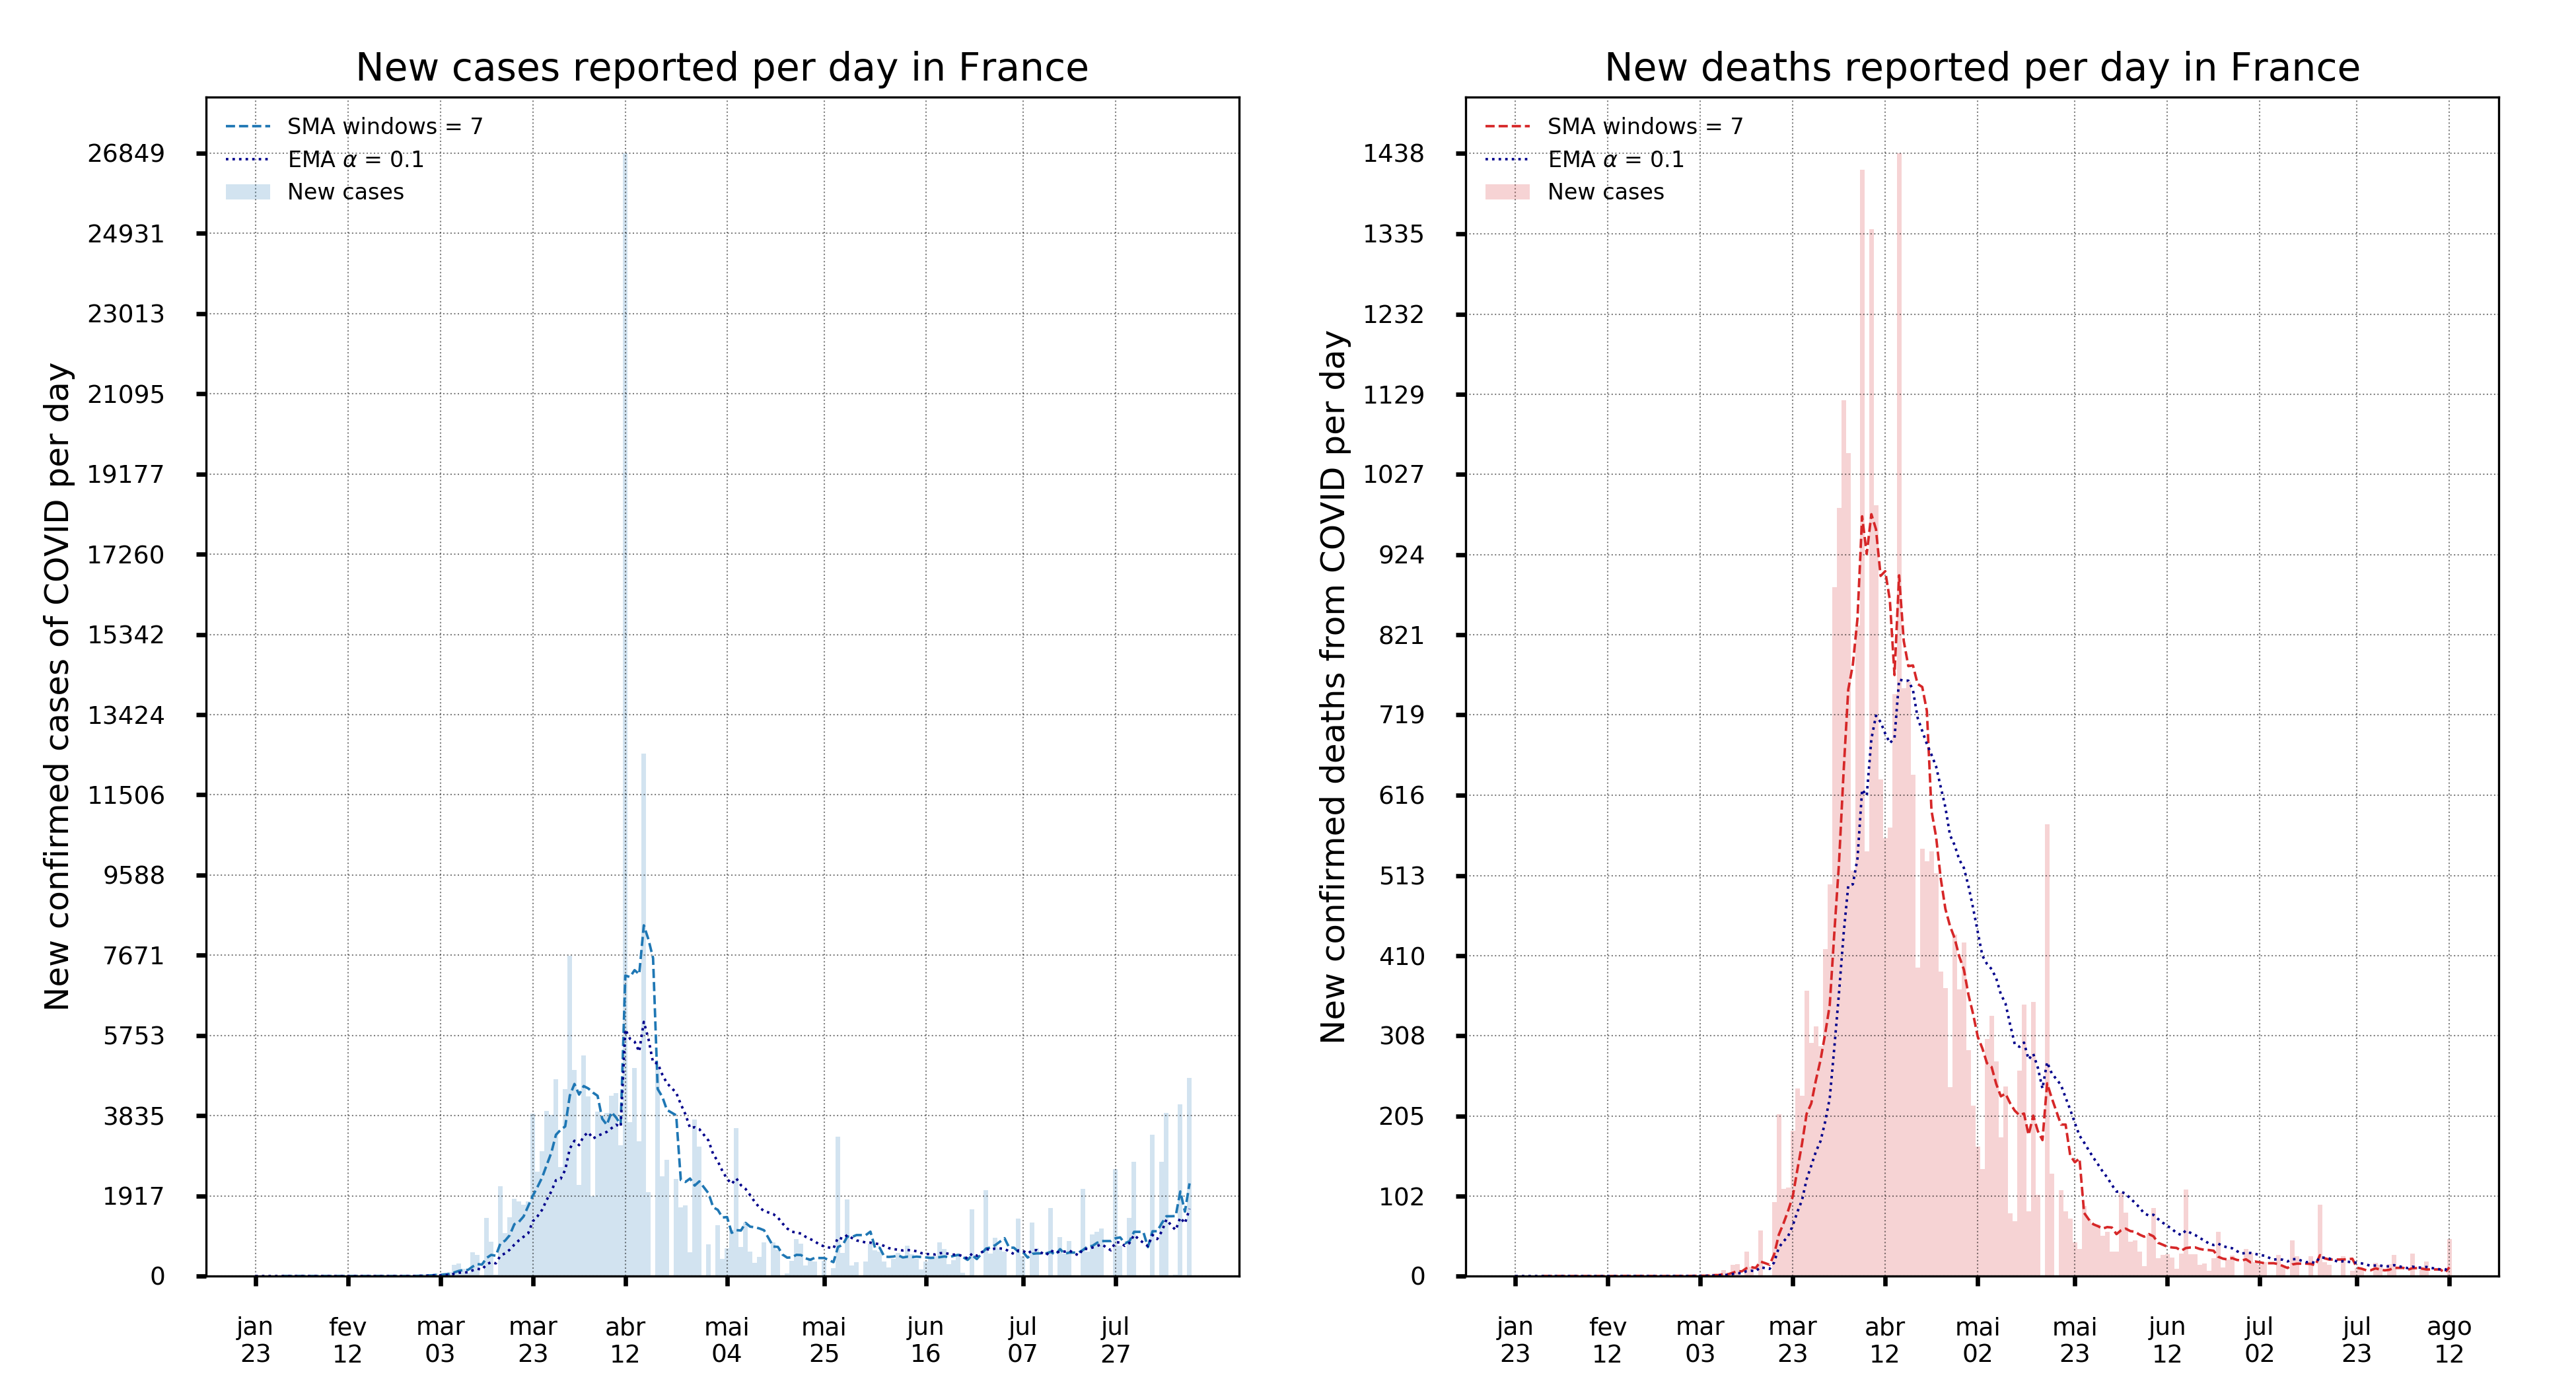 New cases reported per day in France
SMA windows = 7
EMA α = 0.1
New cases
New confirmed cases of COVID per day
26849
24931
23013
21095
19177
17260
15342
13424
11506
9588
7671
5753
3835
1917
0
jan 23
fev 12
mar 03
mar 23
abr 12
mai 04
mai 25
jun 16
jul 07
jul 27
New deaths reported per day in France
SMA windows = 7
EMA α = 0.1
New cases
New confirmed deaths from COVID per day
1438
1335
1232
1129
1027
924
821
719
616
513
410
308
205
102
0
jan 23
fev 12
mar 03
mar 23
abr 12
mai 02
mai 23
jun 12
jul 02
jul 23
ago 12